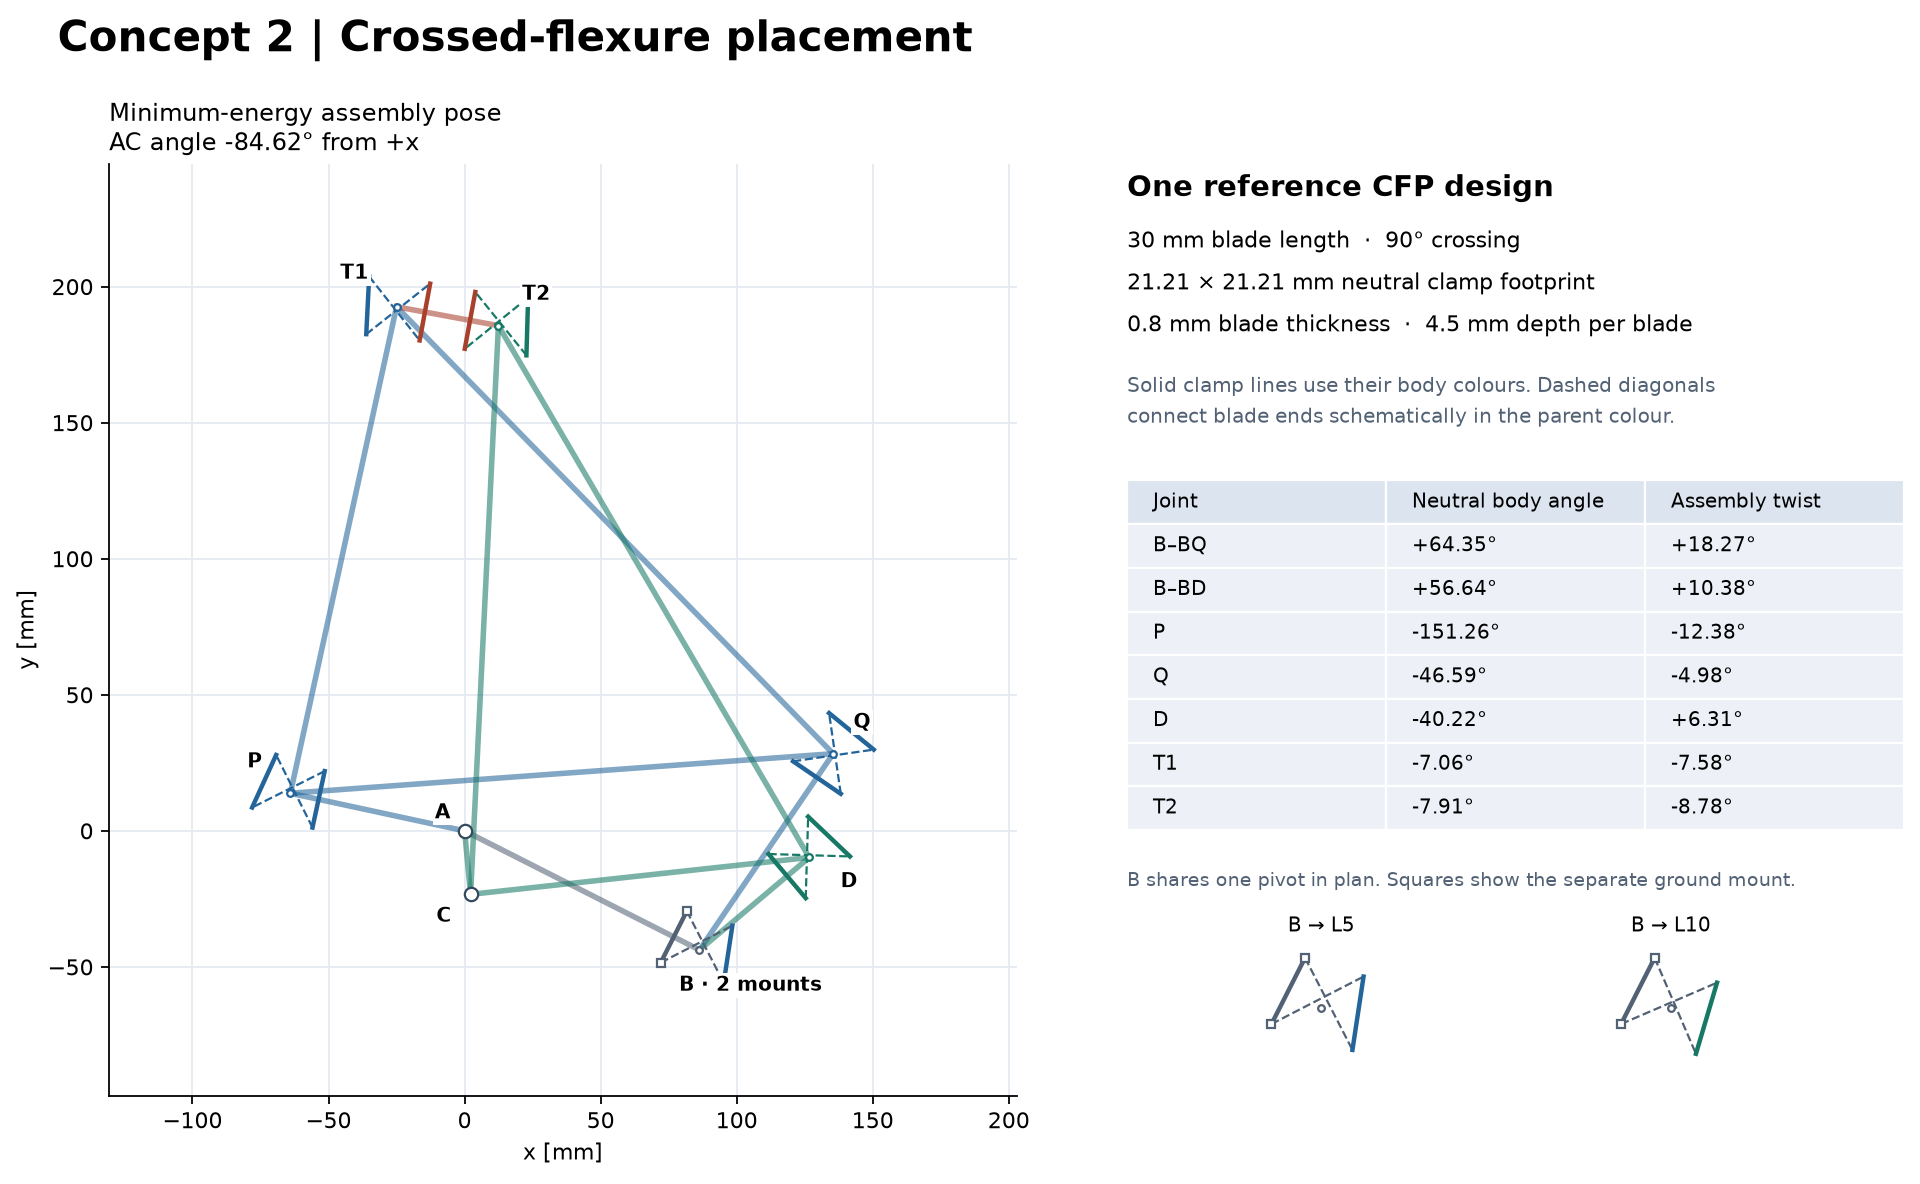 Concept 2 | Crossed-flexure placement
Minimum-energy assembly pose
AC angle -84.62° from +x
T1
T2
Q
P
A
D
C
B · 2 mounts
200
150
100
50
0
−50
−100
−50
0
50
100
150
200
x [mm]
y [mm]
One reference CFP design
30 mm blade length · 90° crossing
21.21 × 21.21 mm neutral clamp footprint
0.8 mm blade thickness · 4.5 mm depth per blade
Solid clamp lines use their body colours. Dashed diagonals
connect blade ends schematically in the parent colour.
Joint Neutral body angle Assembly twist
B–BQ +64.35° +18.27°
B–BD +56.64° +10.38°
P -151.26° -12.38°
Q -46.59° -4.98°
D -40.22° +6.31°
T1 -7.06° -7.58°
T2 -7.91° -8.78°
B shares one pivot in plan. Squares show the separate ground mount.
B → L5
B → L10